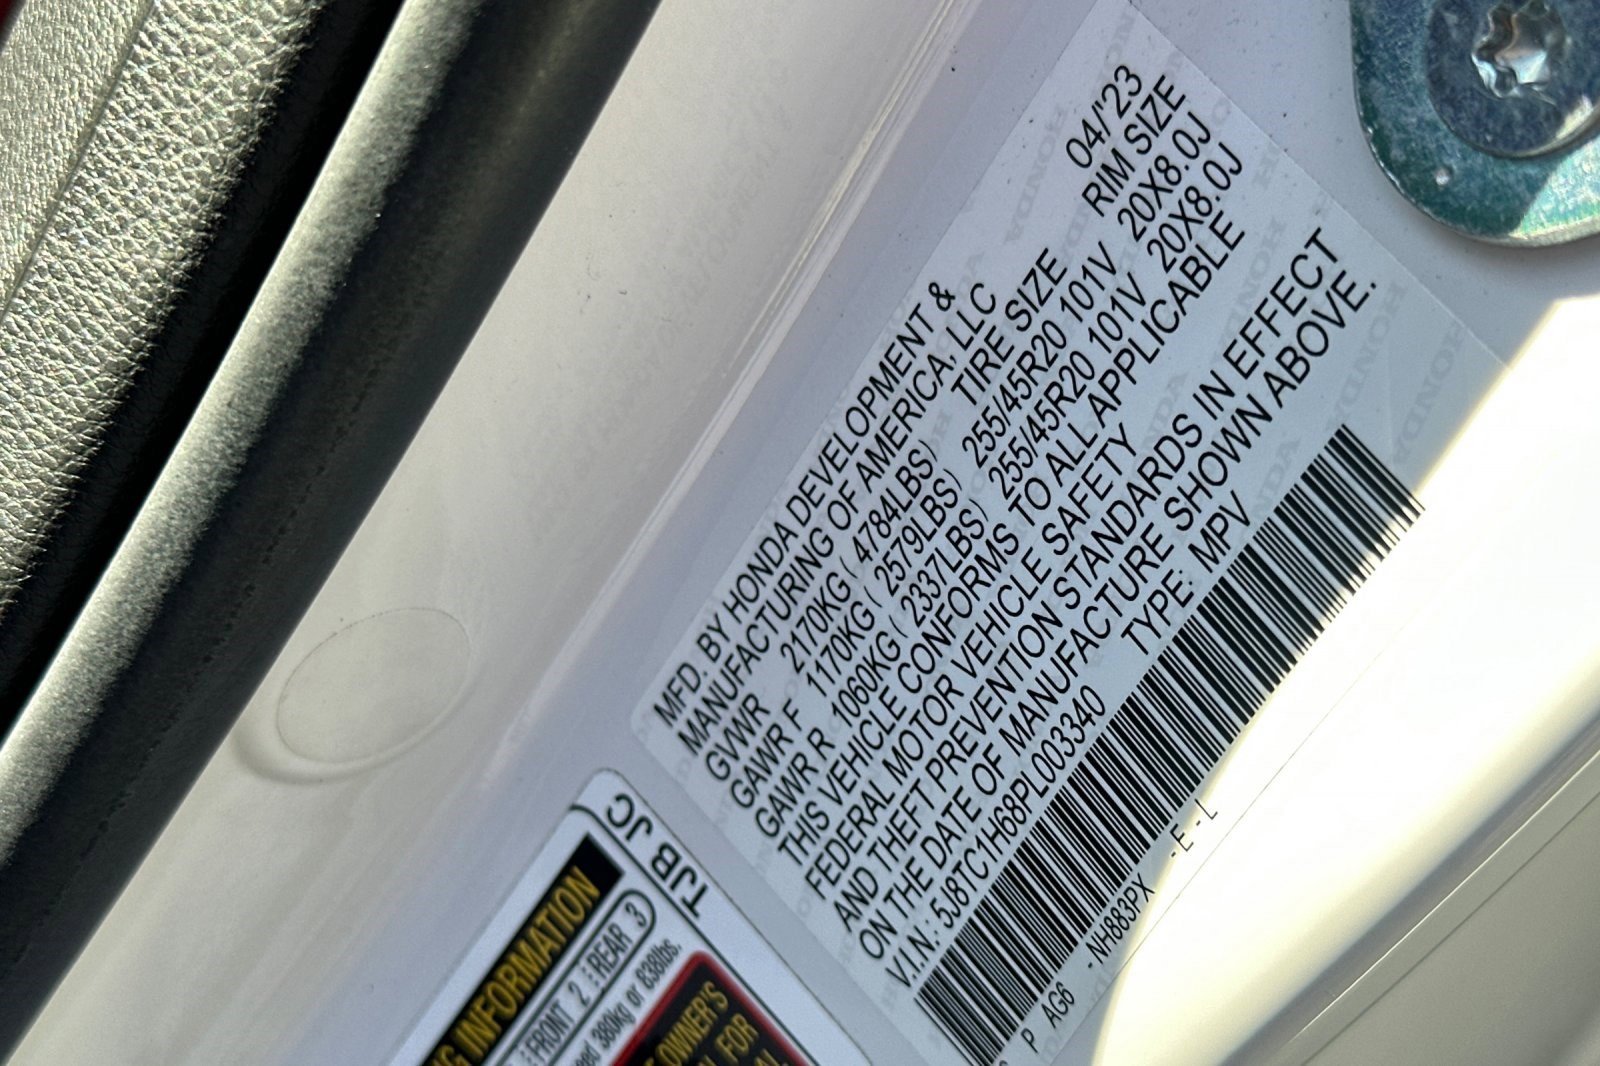 MFD. BY HONDA DEVELOPMENT &
MANUFACTURING OF AMERICA, LLC 04/'23
GVWR 2170KG ( 4784LBS) TIRE SIZE RIM SIZE
GAWR F 1170KG ( 2579LBS) 255/45R20 101V 20X8.0J
GAWR R 1060KG ( 2337LBS) 255/45R20 101V 20X8.0J
THIS VEHICLE CONFORMS TO ALL APPLICABLE
FEDERAL MOTOR VEHICLE SAFETY
AND THEFT PREVENTION STANDARDS IN EFFECT
ON THE DATE OF MANUFACTURE SHOWN ABOVE.
V.I.N.: 5J8TC1H68PL003340 TYPE: MPV
P AG6 - NH883PX -E-L
TJB JC
INFORMATION
FRONT 2 REAR 3
380kg or 838lbs.
OWNER'S
FOR